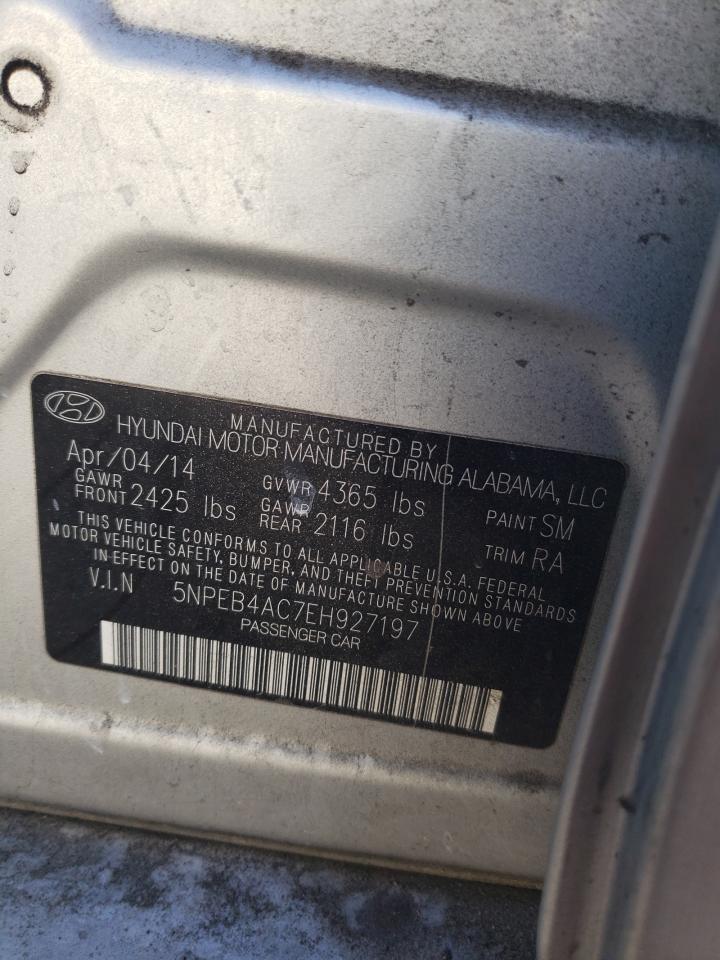 MANUFACTURED BY
HYUNDAI MOTOR MANUFACTURING ALABAMA, LLC
Apr/04/14
GAWR FRONT 2425 lbs
GVWR 4365 lbs
GAWR REAR 2116 lbs
PAINT SM
TRIM RA
THIS VEHICLE CONFORMS TO ALL APPLICABLE U.S.A. FEDERAL
MOTOR VEHICLE SAFETY, BUMPER, AND THEFT PREVENTION STANDARDS
IN EFFECT ON THE DATE OF MANUFACTURE SHOWN ABOVE
V.I.N 5NPEB4AC7EH927197
PASSENGER CAR